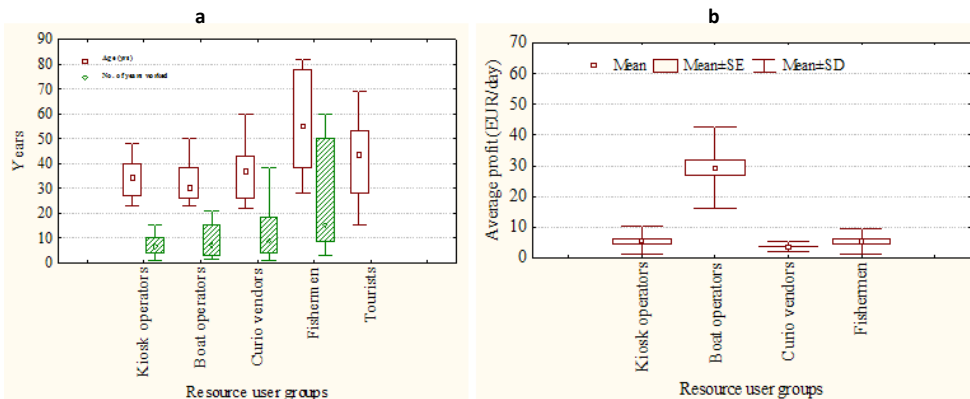 a
90
80
70
60
50
40
30
20
10
0
Years
Age (yrs)
No. of years worked
Kiosk operators
Boat operators
Curio vendors
Fishermen
Tourists
Resource user groups
b
70
60
50
40
30
20
10
0
Average profit (EUR/day)
Mean
Mean±SE
Mean±SD
Kiosk operators
Boat operators
Curio vendors
Fishermen
Resource user groups